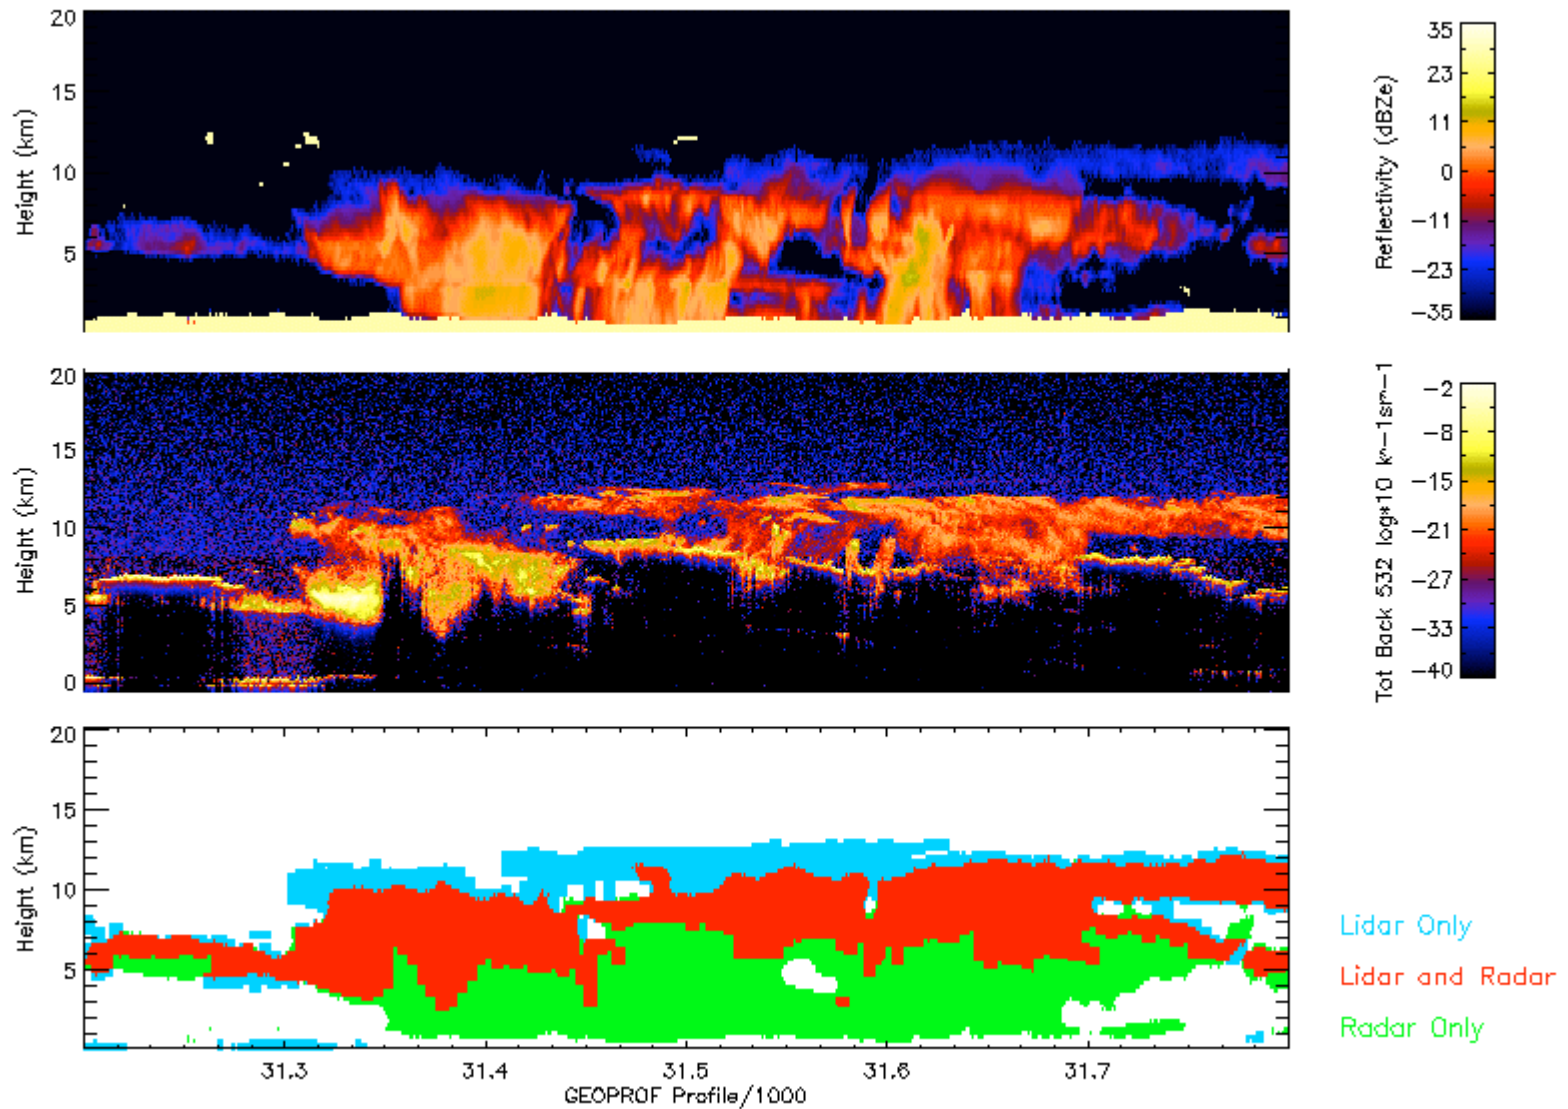 20
15
10
5
Height (km)
35
23
11
0
−11
−23
−35
Reflectivity (dBZe)
20
15
10
5
0
Height (km)
−2
−8
−15
−21
−27
−33
−40
Tot Back 532 log*10 k^-1sr^-1
20
15
10
5
Height (km)
31.3 31.4 31.5 31.6 31.7
GEOPROF Profile/1000
Lidar Only
Lidar and Radar
Radar Only